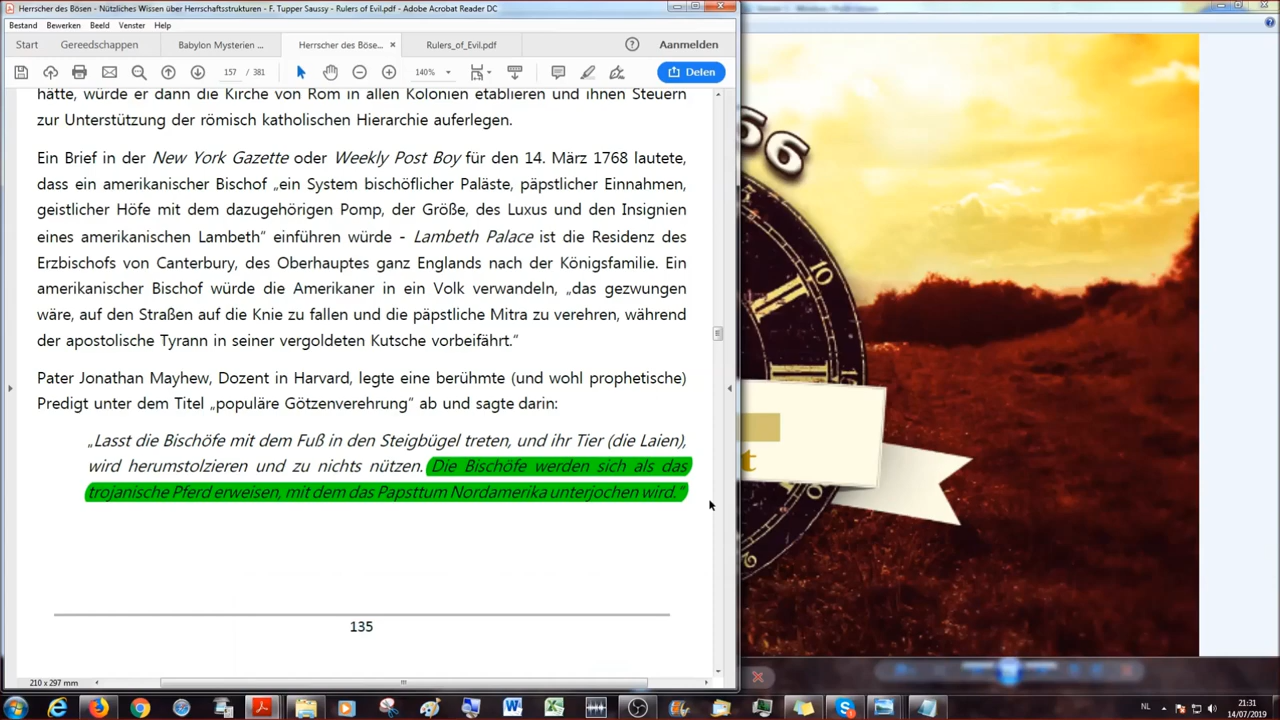 Herrscher des Bösen - Nützliches Wissen über Herrschaftsstrukturen - F. Tupper Saussy - Rulers of Evil.pdf - Adobe Acrobat Reader DC
Bestand Bewerken Beeld Venster Help
Start Gereedschappen Babylon Mysterien ... Herrscher des Böse... × Rulers_of_Evil.pdf Aanmelden
157 / 381 140% Delen
hätte, würde er dann die Kirche von Rom in allen Kolonien etablieren und ihnen Steuern
zur Unterstützung der römisch katholischen Hierarchie auferlegen.
Ein Brief in der New York Gazette oder Weekly Post Boy für den 14. März 1768 lautete,
dass ein amerikanischer Bischof „ein System bischöflicher Paläste, päpstlicher Einnahmen,
geistlicher Höfe mit dem dazugehörigen Pomp, der Größe, des Luxus und den Insignien
eines amerikanischen Lambeth“ einführen würde - Lambeth Palace ist die Residenz des
Erzbischofs von Canterbury, des Oberhauptes ganz Englands nach der Königsfamilie. Ein
amerikanischer Bischof würde die Amerikaner in ein Volk verwandeln, „das gezwungen
wäre, auf den Straßen auf die Knie zu fallen und die päpstliche Mitra zu verehren, während
der apostolische Tyrann in seiner vergoldeten Kutsche vorbeifährt.“
Pater Jonathan Mayhew, Dozent in Harvard, legte eine berühmte (und wohl prophetische)
Predigt unter dem Titel „populäre Götzenverehrung“ ab und sagte darin:
„Lasst die Bischöfe mit dem Fuß in den Steigbügel treten, und ihr Tier (die Laien),
wird herumstolzieren und zu nichts nützen. Die Bischöfe werden sich als das
trojanische Pferd erweisen, mit dem das Papsttum Nordamerika unterjochen wird.“
135
210 x 297 mm
66
10
t
NL
21:31
14/07/2019